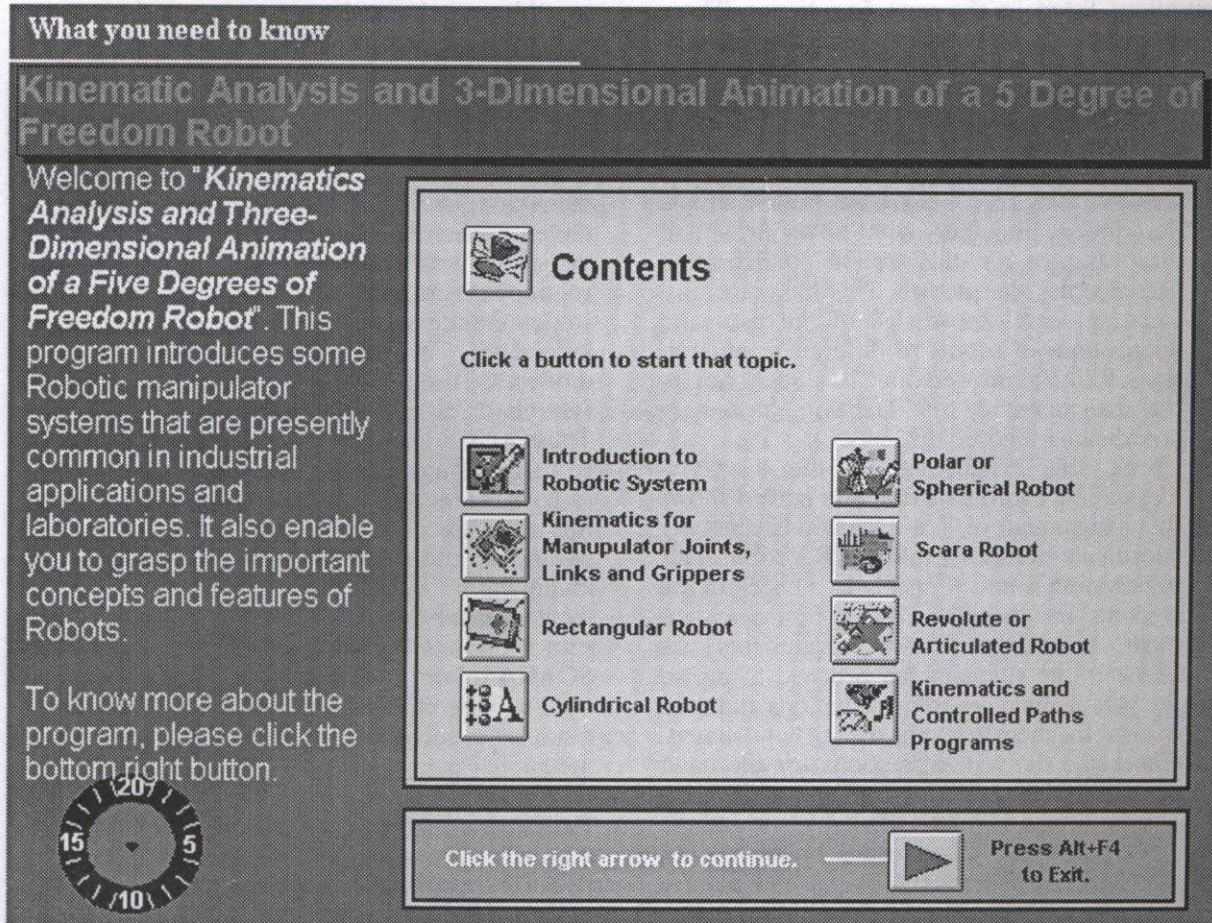 What you need to know
Kinematic Analysis and 3-Dimensional Animation of a 5 Degree of
Freedom Robot
Welcome to "Kinematics
Analysis and Three-
Dimensional Animation
of a Five Degrees of
Freedom Robot". This
program introduces some
Robotic manipulator
systems that are presently
common in industrial
applications and
laboratories. It also enable
you to grasp the important
concepts and features of
Robots.
To know more about the
program, please click the
bottom right button.
20
15
5
10
Contents
Click a button to start that topic.
Introduction to
Robotic System
Kinematics for
Manupulator Joints,
Links and Grippers
Rectangular Robot
A
Cylindrical Robot
Polar or
Spherical Robot
Scara Robot
Revolute or
Articulated Robot
Kinematics and
Controlled Paths
Programs
Click the right arrow to continue.
Press Alt+F4
to Exit.